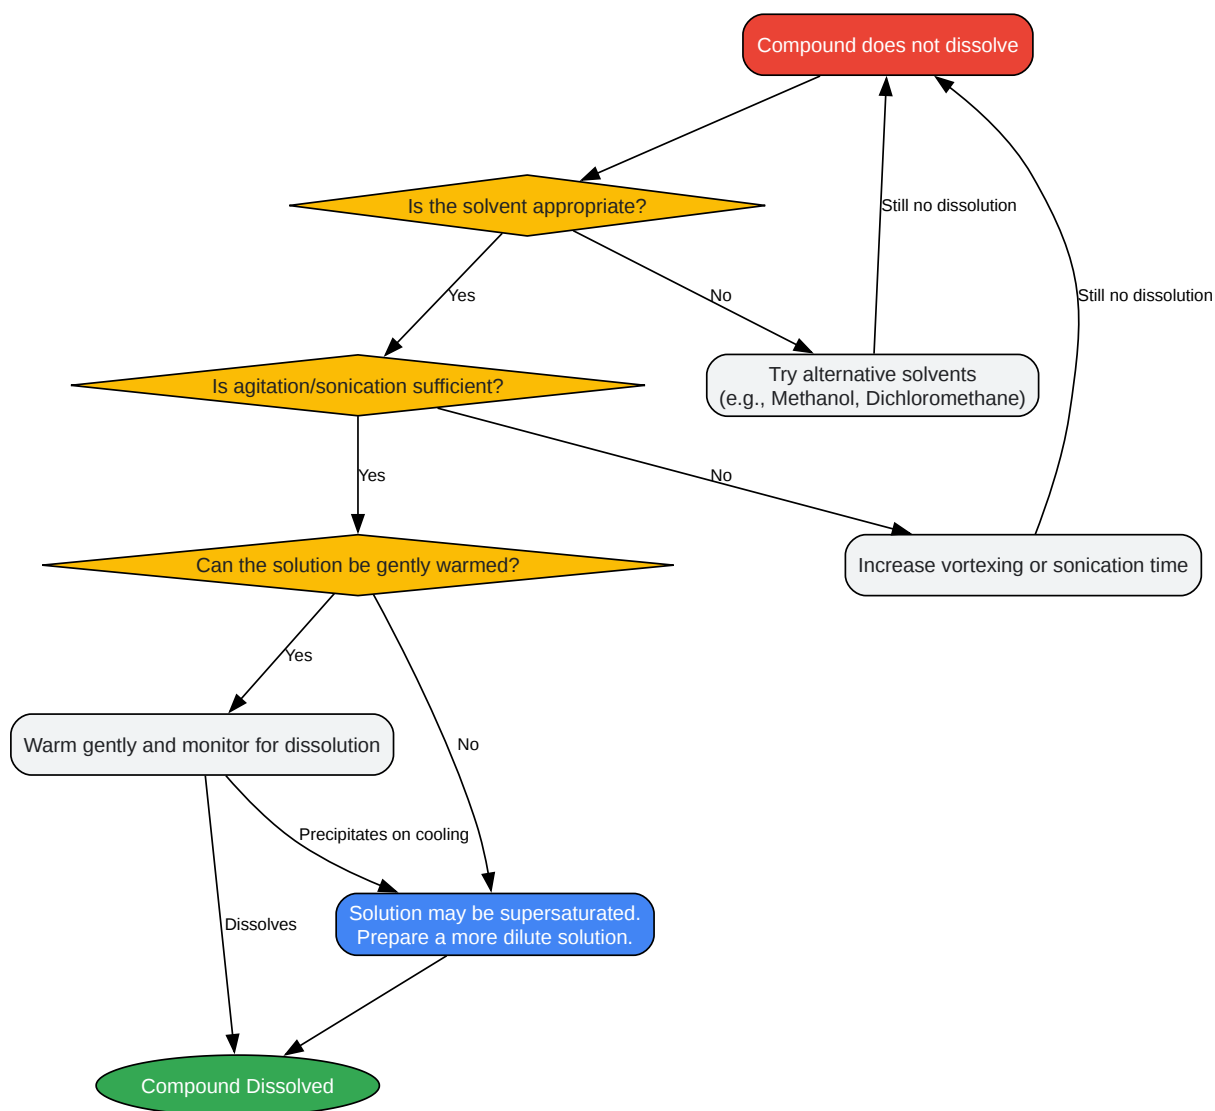 Compound does not dissolve
Is the solvent appropriate?
Still no dissolution
Yes
No
Still no dissolution
Try alternative solvents
(e.g., Methanol, Dichloromethane)
Is agitation/sonication sufficient?
Yes
No
Can the solution be gently warmed?
Increase vortexing or sonication time
Yes
Warm gently and monitor for dissolution
No
Precipitates on cooling
Dissolves
Solution may be supersaturated.
Prepare a more dilute solution.
Compound Dissolved